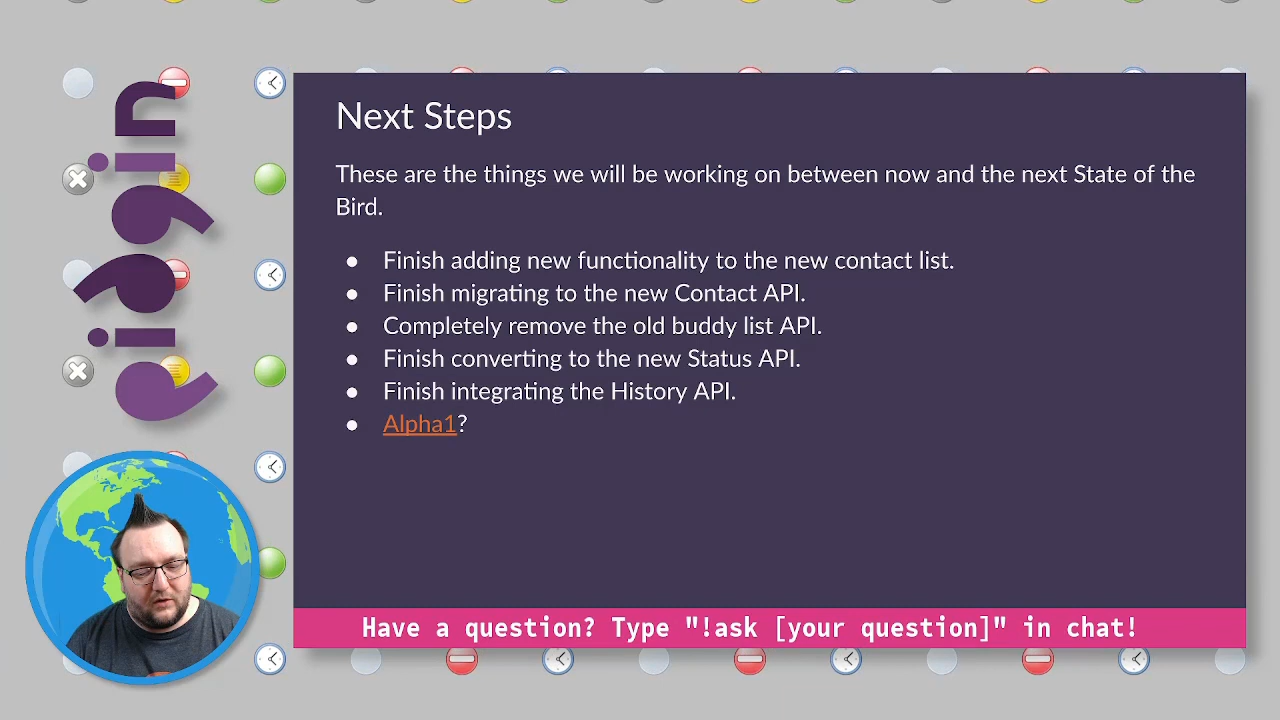 pidgin
Next Steps
These are the things we will be working on between now and the next State of the
Bird.
● Finish adding new functionality to the new contact list.
● Finish migrating to the new Contact API.
● Completely remove the old buddy list API.
● Finish converting to the new Status API.
● Finish integrating the History API.
● Alpha1?
Have a question? Type "!ask [your question]" in chat!